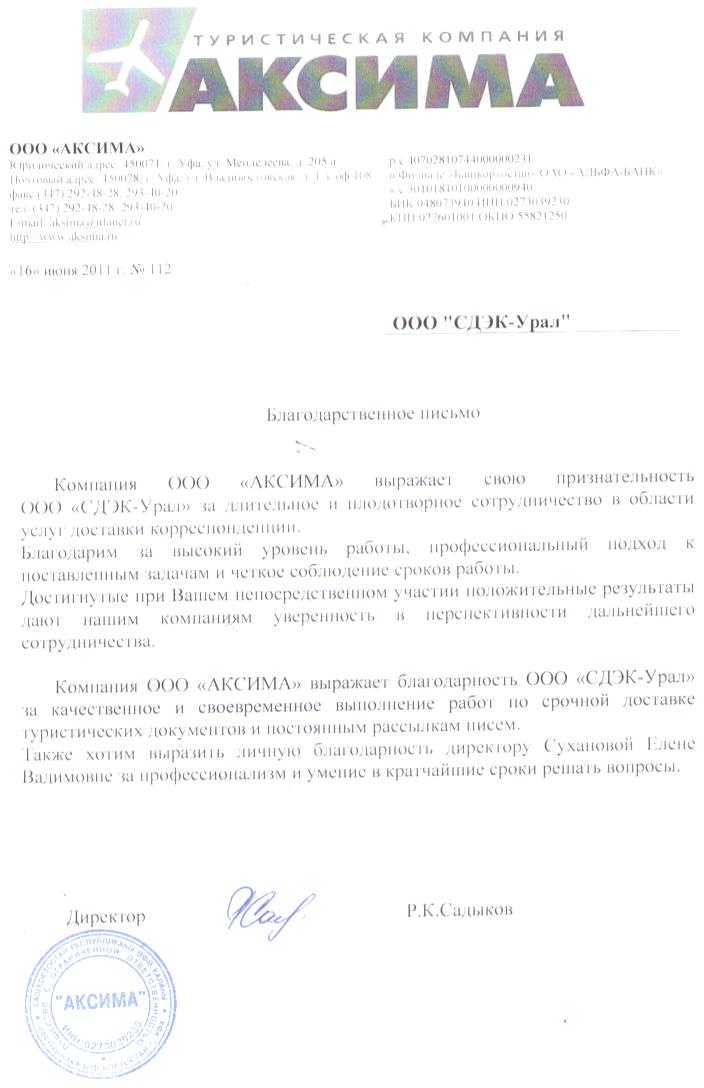 ТУРИСТИЧЕСКАЯ КОМПАНИЯ
АКСИМА
ООО «АКСИМА»
Юридический адрес: 450071, г. Уфа, ул. Менделеева, д. 205 а
Почтовый адрес: 450078, г. Уфа, ул. Владивостокская, д. 1 а, оф.108
факс (347) 292-48-28, 293-40-20
тел. (347) 292-48-28, 293-40-20
E-mail: aksima@ufanet.ru
http: www.aksima.ru
р/с 40702810744000000231
в Филиале «Башкортостан» ОАО «АЛЬФА-БАНК»
к/с 30101810100000000940
БИК 048073940 ИНН 0273039230
КПП 027601001 ОКПО 55821250
«16» июня 2011 г. № 112
ООО "СДЭК-Урал"
Благодарственное письмо
Компания ООО «АКСИМА» выражает свою признательность
ООО «СДЭК-Урал» за длительное и плодотворное сотрудничество в области
услуг доставки корреспонденции.
Благодарим за высокий уровень работы, профессиональный подход к
поставленным задачам и четкое соблюдение сроков работы.
Достигнутые при Вашем непосредственном участии положительные результаты
дают нашим компаниям уверенность в перспективности дальнейшего
сотрудничества.
Компания ООО «АКСИМА» выражает благодарность ООО «СДЭК-Урал»
за качественное и своевременное выполнение работ по срочной доставке
туристических документов и постоянным рассылкам писем.
Также хотим выразить личную благодарность директору Сухановой Елене
Вадимовне за профессионализм и умение в кратчайшие сроки решать вопросы.
Директор
Р.К.Садыков
БАШКОРТОСТАН РЕСПУБЛИКАҺЫ ӨФӨ ҠАЛАҺЫ
ОБЩЕСТВО С ОГРАНИЧЕННОЙ ОТВЕТСТВЕННОСТЬЮ
"АКСИМА"
ИНН 0273039230
РЕСПУБЛИКА БАШКОРТОСТАН г. УФА